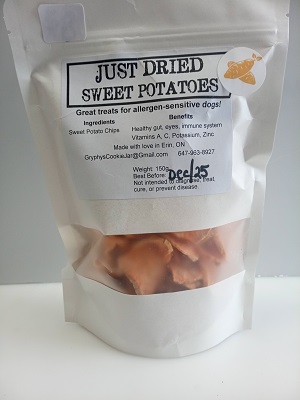 JUST DRIED
SWEET POTATOES
Great treats for allergen-sensitive dogs!
Ingredients Benefits
Sweet Potato Chips Healthy gut, eyes, immune system
Vitamins A, C, Potassium, Zinc
Made with love in Erin, ON
GryphysCookieJar@Gmail.com 647-963-8927
Weight: 150g
Best Before: Dec/25
Not intended to diagnose, treat,
cure, or prevent disease.